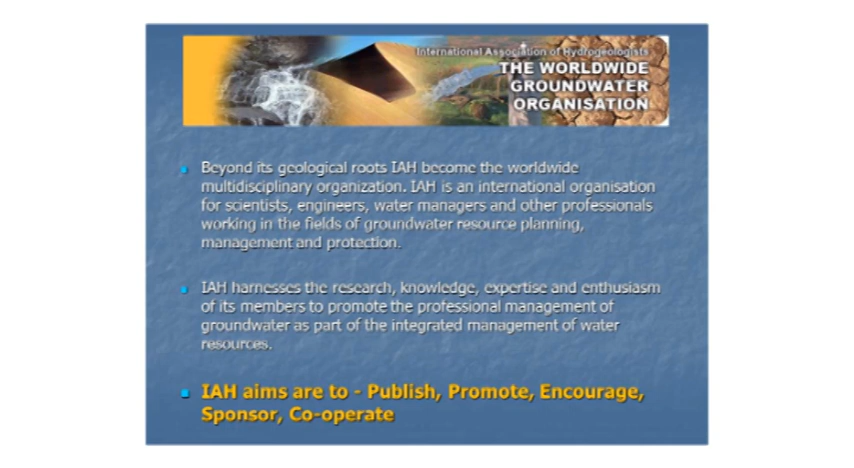 International Association of Hydrogeologists
THE WORLDWIDE
GROUNDWATER
ORGANISATION
Beyond its geological roots IAH become the worldwide
multidisciplinary organization. IAH is an international organisation
for scientists, engineers, water managers and other professionals
working in the fields of groundwater resource planning,
management and protection.
IAH harnesses the research, knowledge, expertise and enthusiasm
of its members to promote the professional management of
groundwater as part of the integrated management of water
resources.
IAH aims are to - Publish, Promote, Encourage,
Sponsor, Co-operate